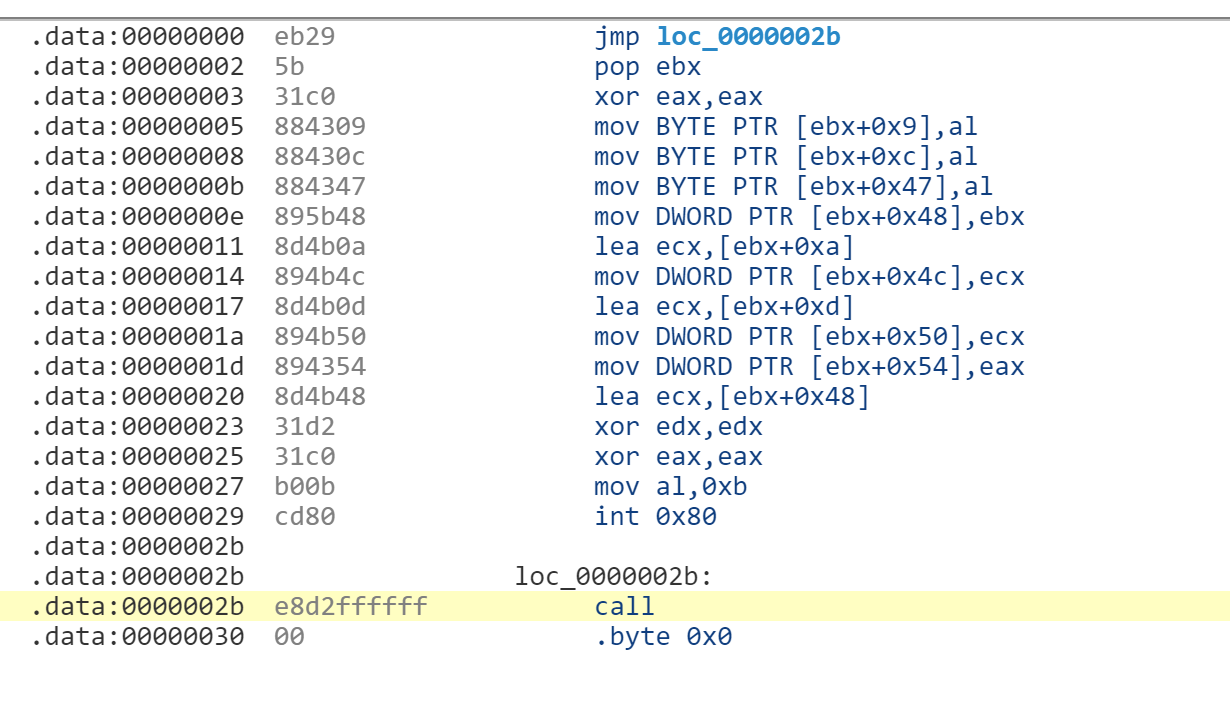 .data:00000000 eb29 jmp loc_0000002b
.data:00000002 5b pop ebx
.data:00000003 31c0 xor eax,eax
.data:00000005 884309 mov BYTE PTR [ebx+0x9],al
.data:00000008 88430c mov BYTE PTR [ebx+0xc],al
.data:0000000b 884347 mov BYTE PTR [ebx+0x47],al
.data:0000000e 895b48 mov DWORD PTR [ebx+0x48],ebx
.data:00000011 8d4b0a lea ecx,[ebx+0xa]
.data:00000014 894b4c mov DWORD PTR [ebx+0x4c],ecx
.data:00000017 8d4b0d lea ecx,[ebx+0xd]
.data:0000001a 894b50 mov DWORD PTR [ebx+0x50],ecx
.data:0000001d 894354 mov DWORD PTR [ebx+0x54],eax
.data:00000020 8d4b48 lea ecx,[ebx+0x48]
.data:00000023 31d2 xor edx,edx
.data:00000025 31c0 xor eax,eax
.data:00000027 b00b mov al,0xb
.data:00000029 cd80 int 0x80
.data:0000002b
.data:0000002b loc_0000002b:
.data:0000002b e8d2ffffff call
.data:00000030 00 .byte 0x0